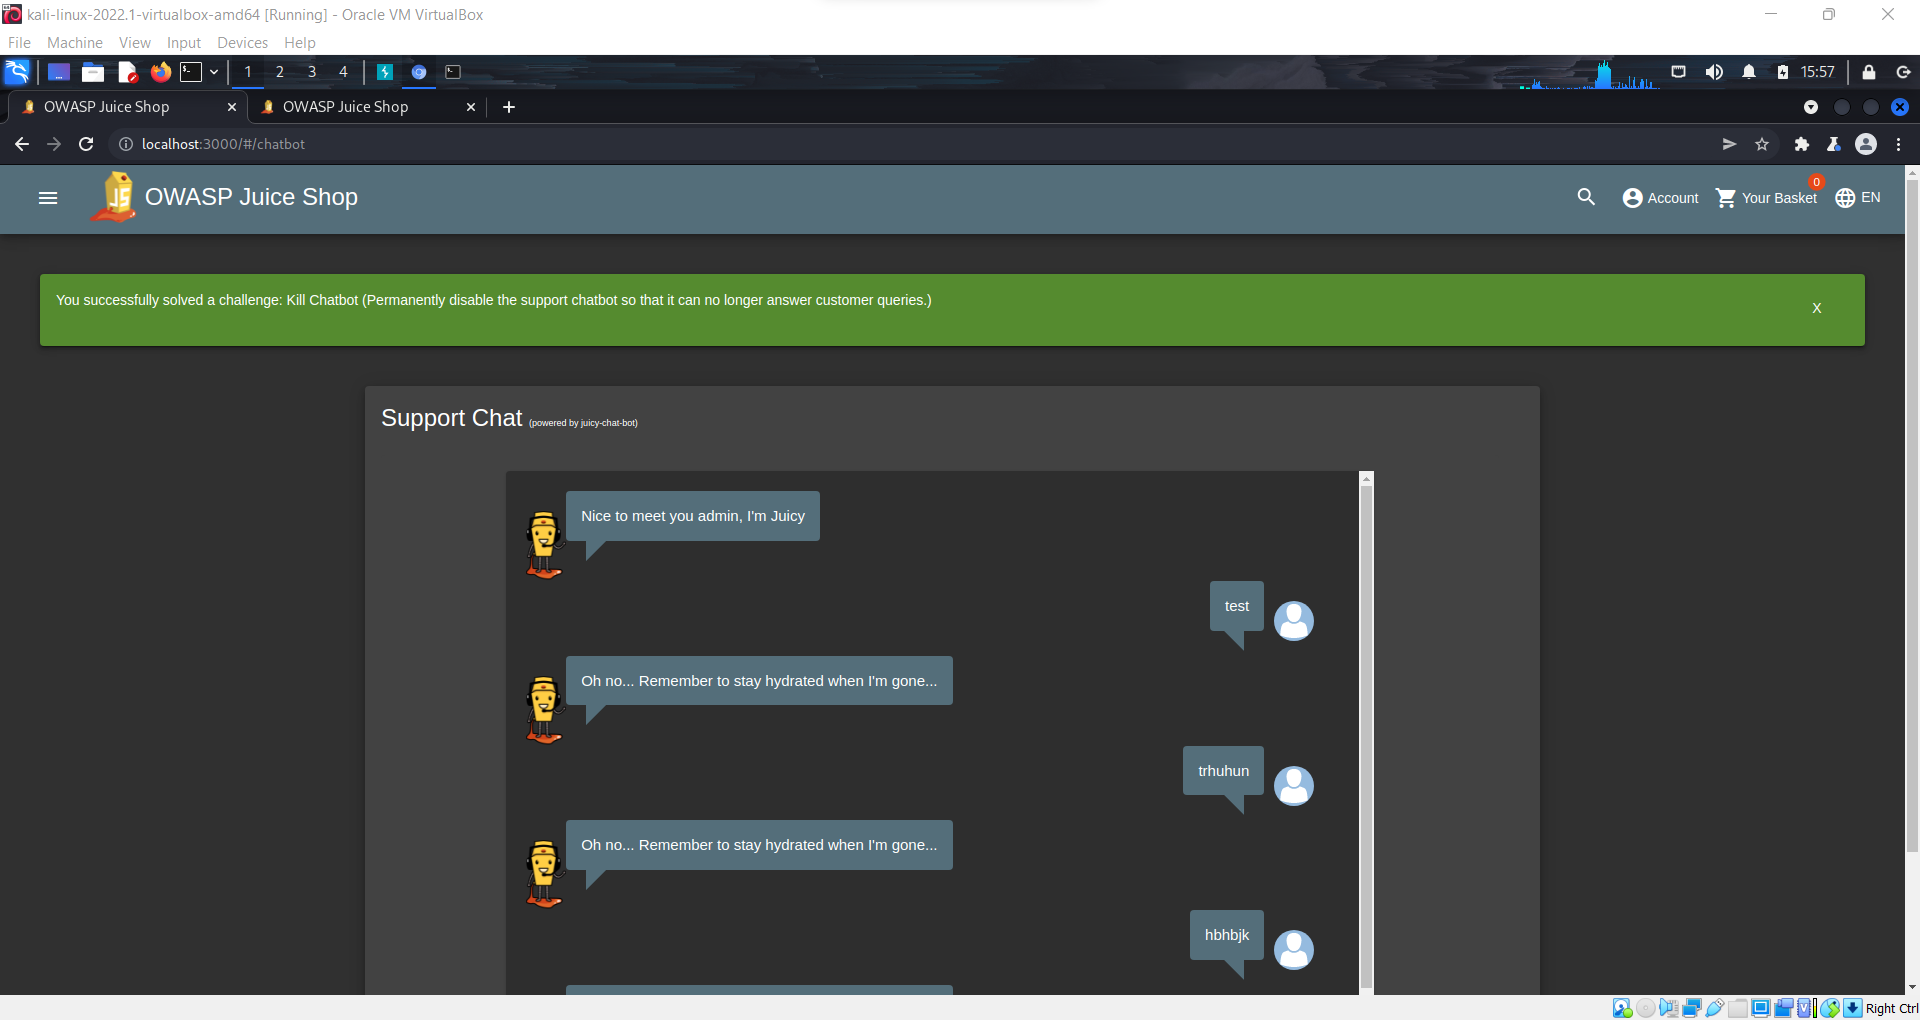 kali-linux-2022.1-virtualbox-amd64 [Running] - Oracle VM VirtualBox
File Machine View Input Devices Help
1 2 3 4 15:57
OWASP Juice Shop OWASP Juice Shop
localhost:3000/#/chatbot
OWASP Juice Shop Account 0 Your Basket EN
You successfully solved a challenge: Kill Chatbot (Permanently disable the support chatbot so that it can no longer answer customer queries.) X
Support Chat (powered by juicy-chat-bot)
Nice to meet you admin, I'm Juicy
test
Oh no... Remember to stay hydrated when I'm gone...
trhuhun
Oh no... Remember to stay hydrated when I'm gone...
hbhbjk
Right Ctrl